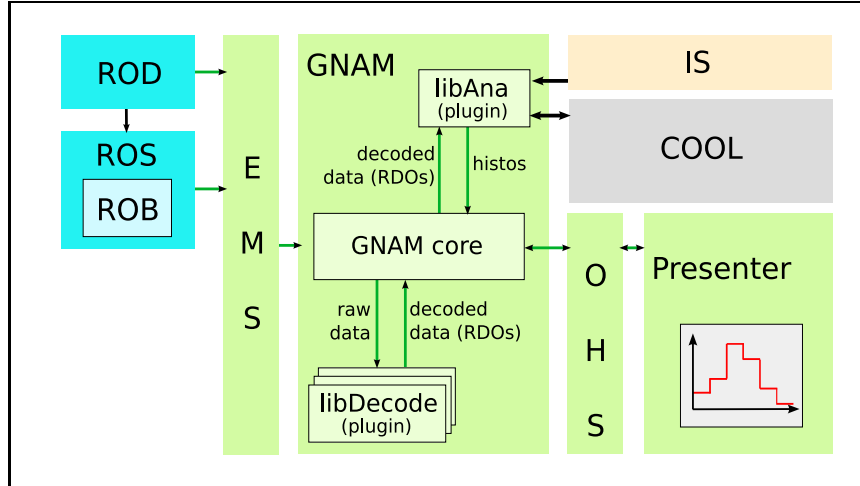 ROD
ROS
ROB
E
M
S
GNAM
libAna
(plugin)
decoded
data (RDOs)
histos
GNAM core
raw
data
decoded
data (RDOs)
libDecode
(plugin)
IS
COOL
O
H
S
Presenter